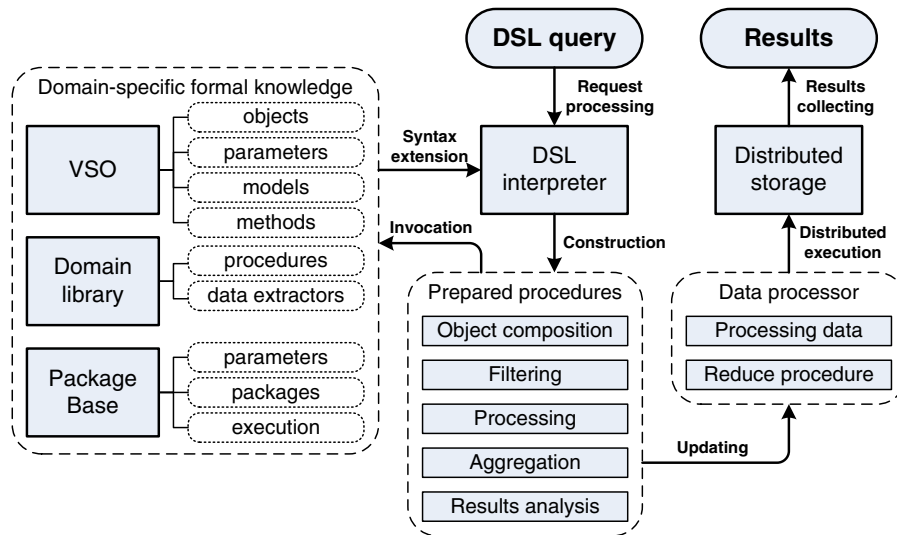 Domain-specific formal knowledge
VSO
objects
parameters
models
methods
Domain
library
procedures
data extractors
Package
Base
parameters
packages
execution
Syntax
extension
Invocation
DSL query
Request
processing
DSL
interpreter
Construction
Prepared procedures
Object composition
Filtering
Processing
Aggregation
Results analysis
Updating
Results
Results
collecting
Distributed
storage
Distributed
execution
Data processor
Processing data
Reduce procedure